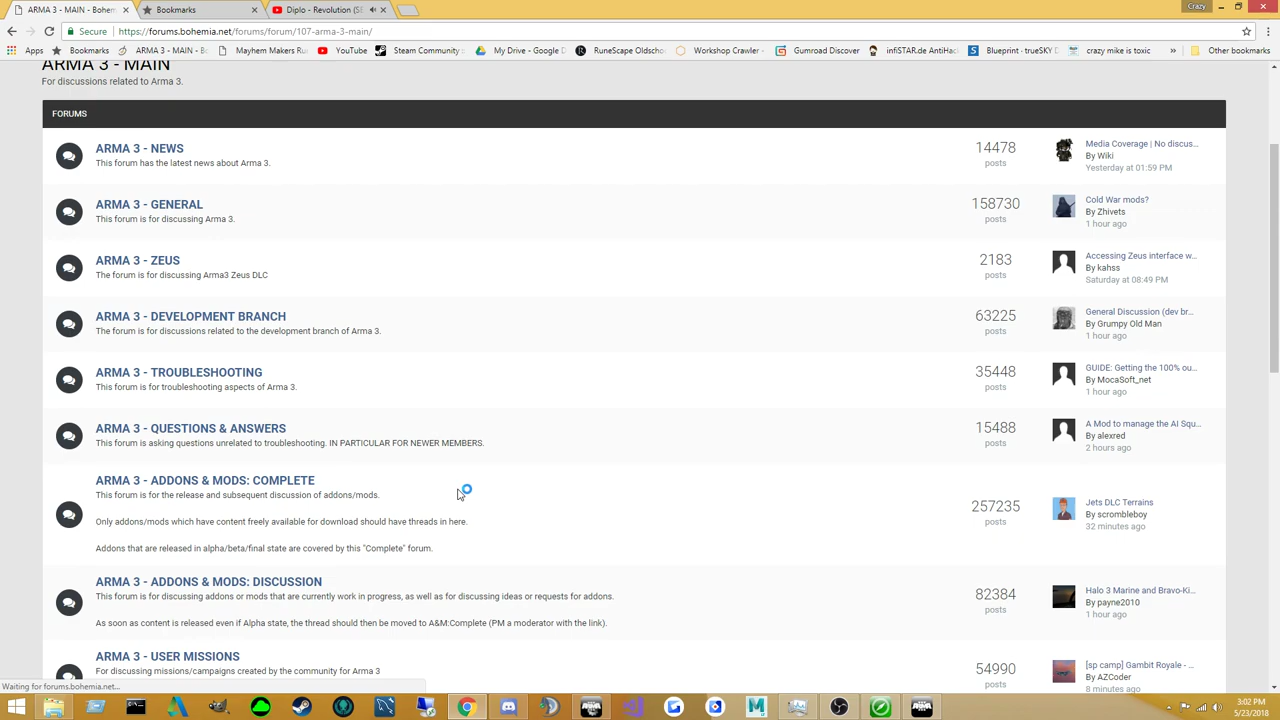 ARMA 3 - MAIN - Bohem
Bookmarks
Diplo - Revolution (SE
Crazy
Secure
https://forums.bohemia.net/forums/forum/107-arma-3-main/
Apps
Bookmarks
ARMA 3 - MAIN - Bo
Mayhem Makers Run
YouTube
Steam Community
My Drive - Google D
RuneScape Oldscho
Workshop Crawler -
Gumroad Discover
infiSTAR.de AntiHac
Blueprint · trueSKY D
crazy mike is toxic
»
Other bookmarks
ARMA 3 - MAIN
For discussions related to Arma 3.
FORUMS
ARMA 3 - NEWS
This forum has the latest news about Arma 3.
14478
posts
Media Coverage | No discus...
By Wiki
Yesterday at 01:59 PM
ARMA 3 - GENERAL
This forum is for discussing Arma 3.
158730
posts
Cold War mods?
By Zhivets
1 hour ago
ARMA 3 - ZEUS
The forum is for discussing Arma3 Zeus DLC
2183
posts
Accessing Zeus interface w...
By kahss
Saturday at 08:49 PM
ARMA 3 - DEVELOPMENT BRANCH
The forum is for discussions related to the development branch of Arma 3.
63225
posts
General Discussion (dev br...
By Grumpy Old Man
1 hour ago
ARMA 3 - TROUBLESHOOTING
This forum is for troubleshooting aspects of Arma 3.
35448
posts
GUIDE: Getting the 100% ou...
By MocaSoft_net
1 hour ago
ARMA 3 - QUESTIONS & ANSWERS
This forum is asking questions unrelated to troubleshooting. IN PARTICULAR FOR NEWER MEMBERS.
15488
posts
A Mod to manage the AI Squ...
By alexred
2 hours ago
ARMA 3 - ADDONS & MODS: COMPLETE
This forum is for the release and subsequent discussion of addons/mods.
Only addons/mods which have content freely available for download should have threads in here.
Addons that are released in alpha/beta/final state are covered by this "Complete" forum.
257235
posts
Jets DLC Terrains
By scrombleboy
32 minutes ago
ARMA 3 - ADDONS & MODS: DISCUSSION
This forum is for discussing addons or mods that are currently work in progress, as well as for discussing ideas or requests for addons.
As soon as content is released even if Alpha state, the thread should then be moved to A&M:Complete (PM a moderator with the link).
82384
posts
Halo 3 Marine and Bravo-Ki...
By payne2010
1 hour ago
ARMA 3 - USER MISSIONS
For discussing missions/campaigns created by the community for Arma 3
54990
posts
[sp camp] Gambit Royale - ...
By AZCoder
8 minutes ago
Waiting for forums.bohemia.net...
3:02 PM
5/23/2018